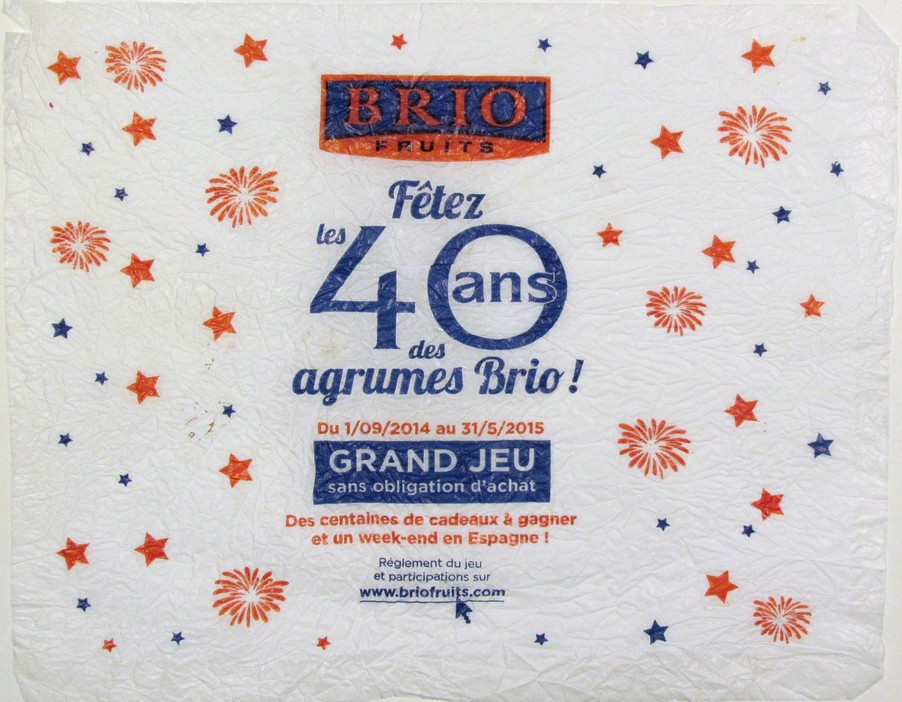 BRIO
FRUITS
Fêtez
les
40 ans
des
agrumes Brio !
Du 1/09/2014 au 31/5/2015
GRAND JEU
sans obligation d'achat
Des centaines de cadeaux à gagner
et un week-end en Espagne !
Réglement du jeu
et participations sur
www.briofruits.com